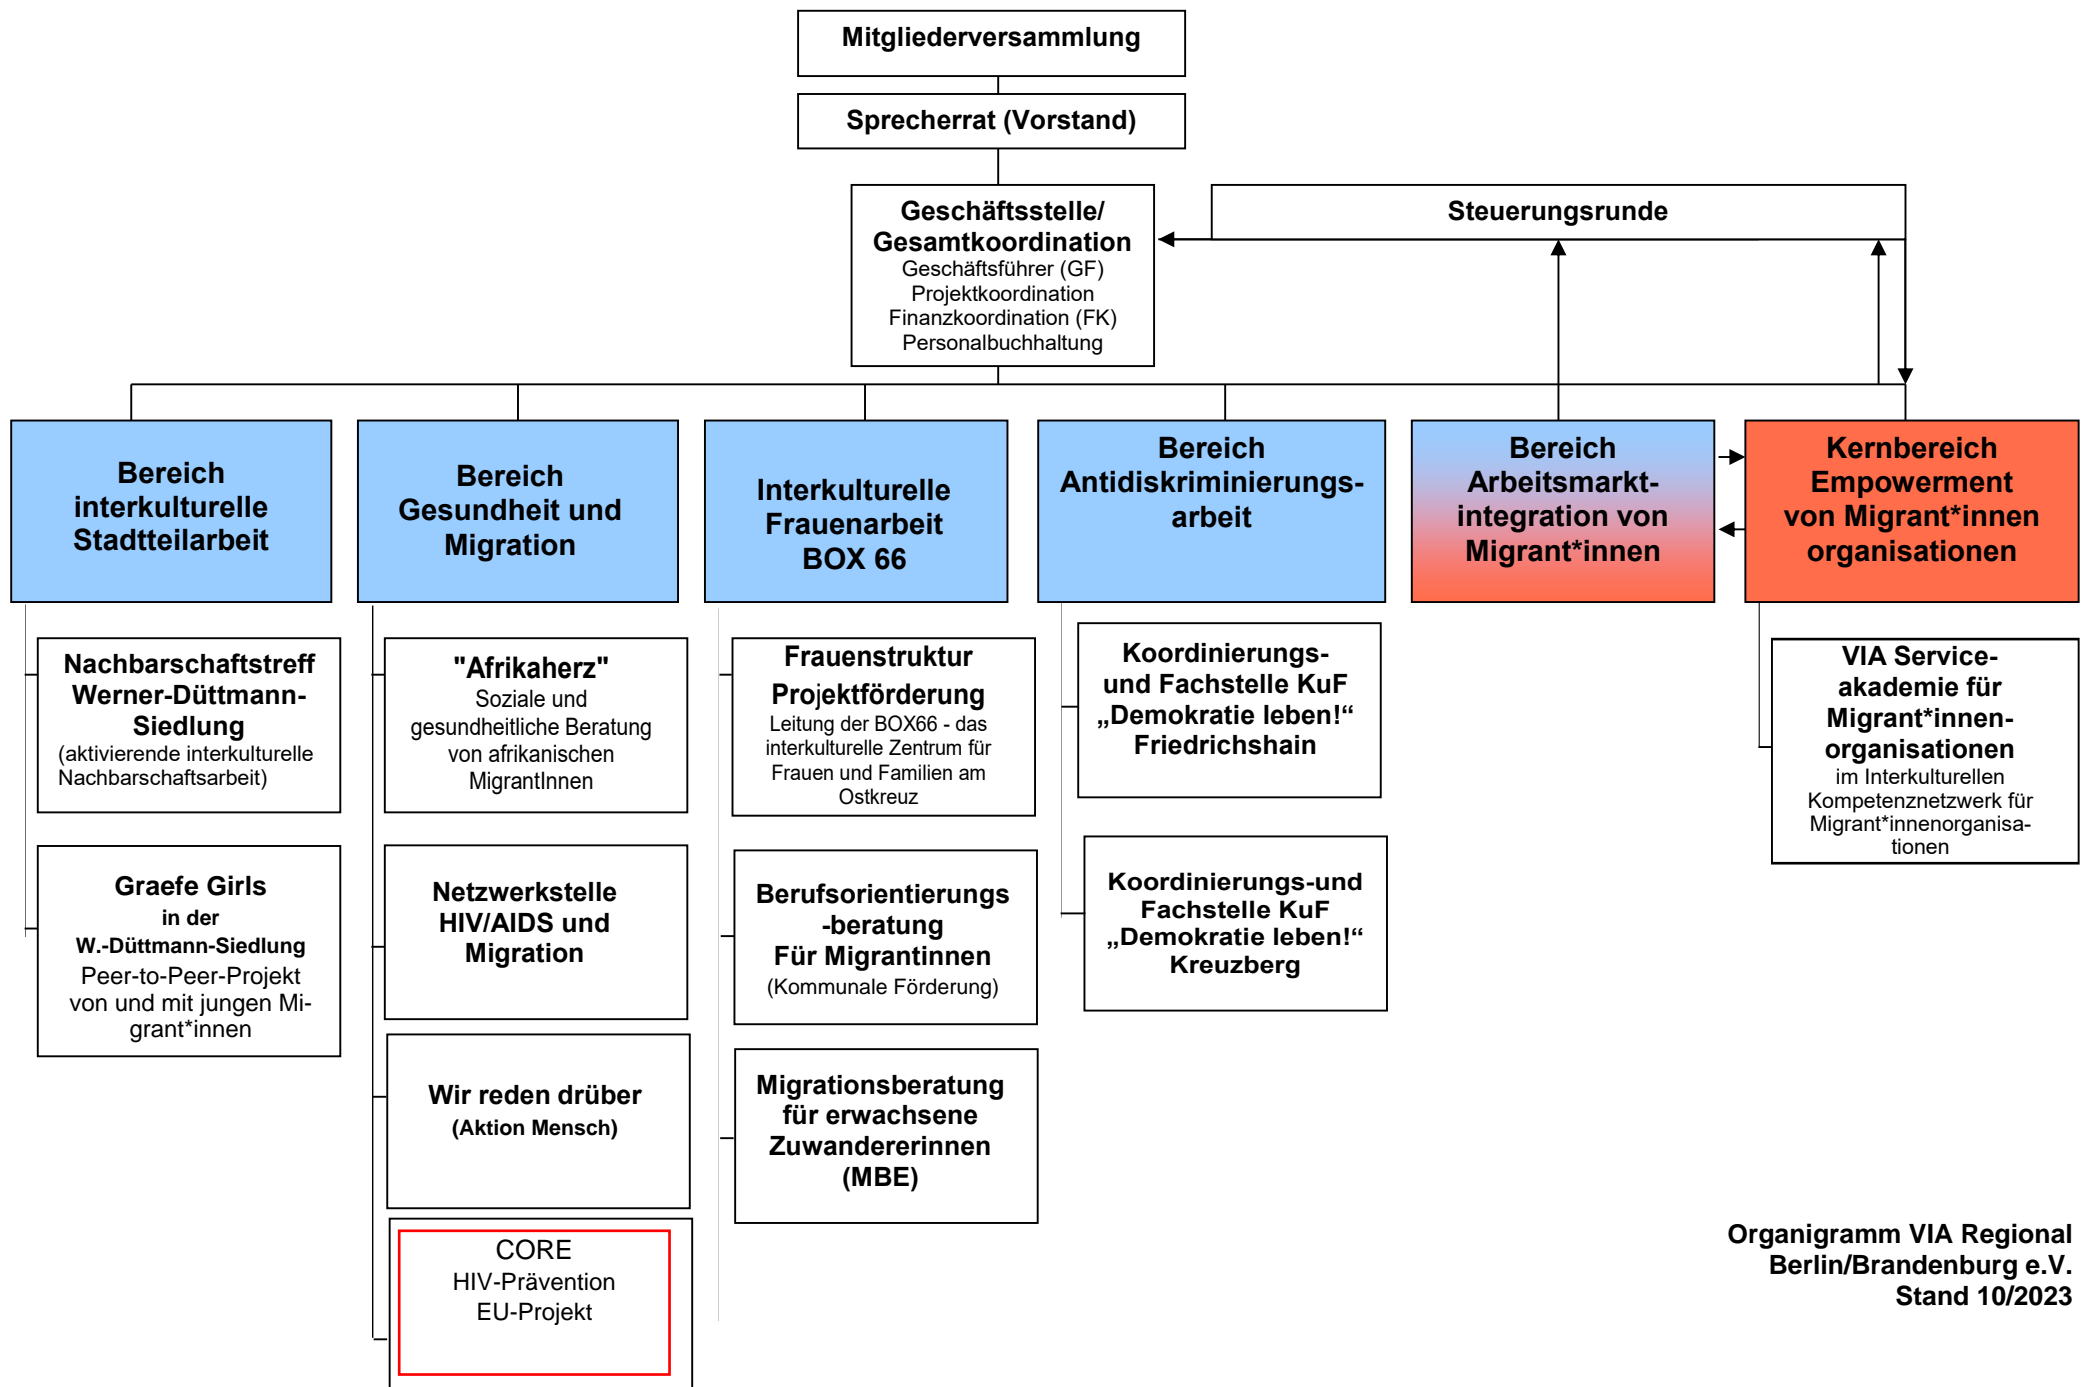 Mitgliederversammlung
Sprecherrat (Vorstand)
Geschäftsstelle/
Gesamtkoordination
Geschäftsführer (GF)
Projektkoordination
Finanzkoordination (FK)
Personalbuchhaltung
Steuerungsrunde
Bereich
interkulturelle
Stadtteilarbeit
Bereich
Gesundheit und
Migration
Interkulturelle
Frauenarbeit
BOX 66
Bereich
Antidiskriminierungs-
arbeit
Bereich
Arbeitsmarkt-
integration von
Migrant*innen
Kernbereich
Empowerment
von Migrant*innen
organisationen
Nachbarschaftstreff
Werner-Düttmann-
Siedlung
(aktivierende interkulturelle
Nachbarschaftsarbeit)
Graefe Girls
in der
W.-Düttmann-Siedlung
Peer-to-Peer-Projekt
von und mit jungen Mi-
grant*innen
"Afrikaherz"
Soziale und
gesundheitliche Beratung
von afrikanischen
MigrantInnen
Netzwerkstelle
HIV/AIDS und
Migration
Wir reden drüber
(Aktion Mensch)
CORE
HIV-Prävention
EU-Projekt
Frauenstruktur
Projektförderung
Leitung der BOX66 - das
interkulturelle Zentrum für
Frauen und Familien am
Ostkreuz
Berufsorientierungs
-beratung
Für Migrantinnen
(Kommunale Förderung)
Migrationsberatung
für erwachsene
Zuwandererinnen
(MBE)
Koordinierungs-
und Fachstelle KuF
„Demokratie leben!“
Friedrichshain
Koordinierungs-und
Fachstelle KuF
„Demokratie leben!“
Kreuzberg
VIA Service-
akademie für
Migrant*innen-
organisationen
im Interkulturellen
Kompetenznetzwerk für
Migrant*innenorganisa-
tionen
Organigramm VIA Regional
Berlin/Brandenburg e.V.
Stand 10/2023